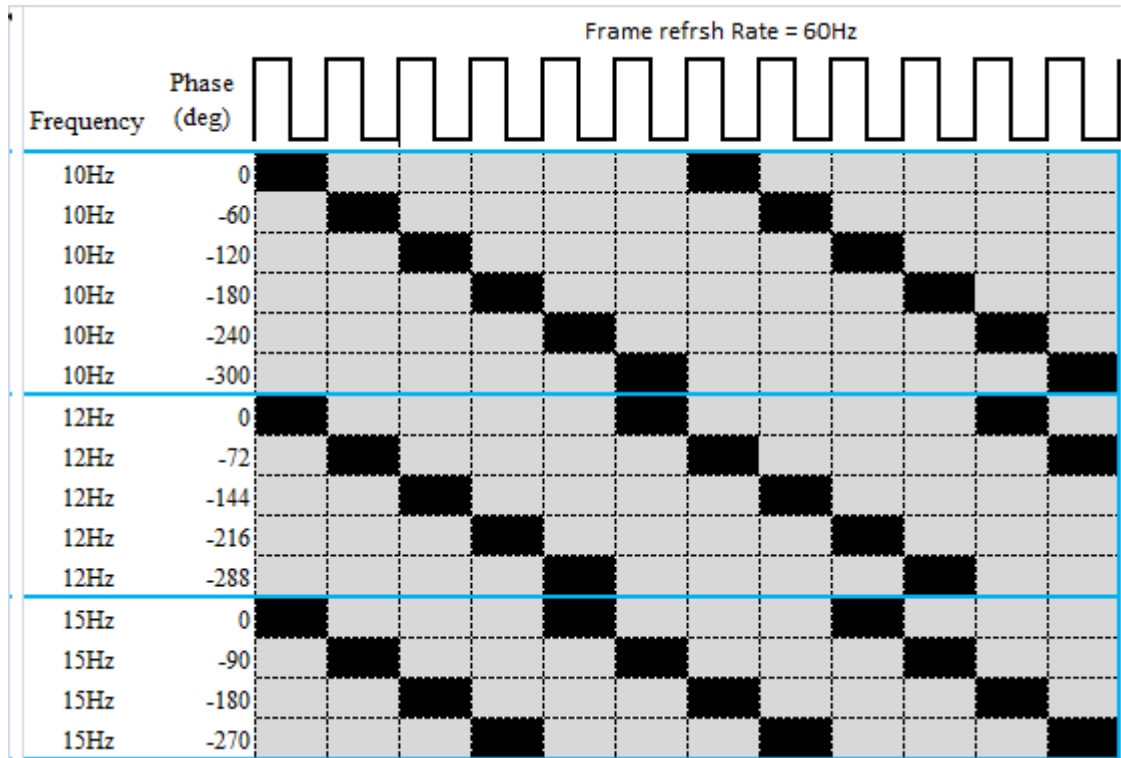 Frame refrsh Rate = 60Hz
Phase
Frequency (deg)
10Hz 0
10Hz -60
10Hz -120
10Hz -180
10Hz -240
10Hz -300
12Hz 0
12Hz -72
12Hz -144
12Hz -216
12Hz -288
15Hz 0
15Hz -90
15Hz -180
15Hz -270